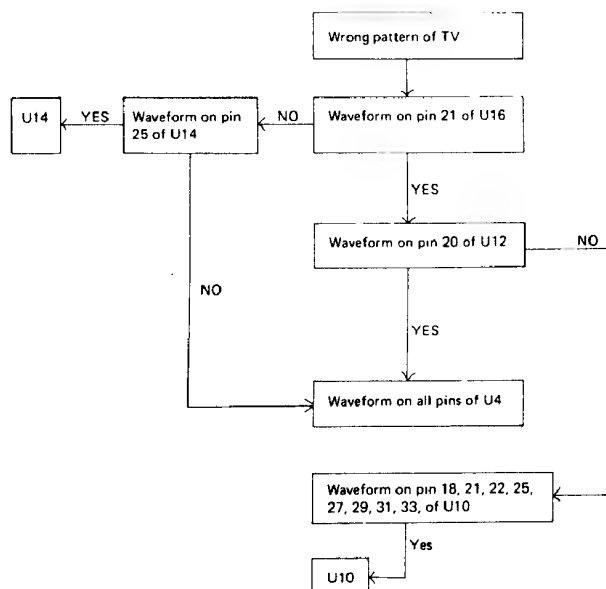 Wrong pattern of TV
U14
YES
Waveform on pin
25 of U14
NO
Waveform on pin 21 of U16
YES
Waveform on pin 20 of U12
NO
NO
YES
Waveform on all pins of U4
Waveform on pin 18, 21, 22, 25,
27, 29, 31, 33, of U10
Yes
U10